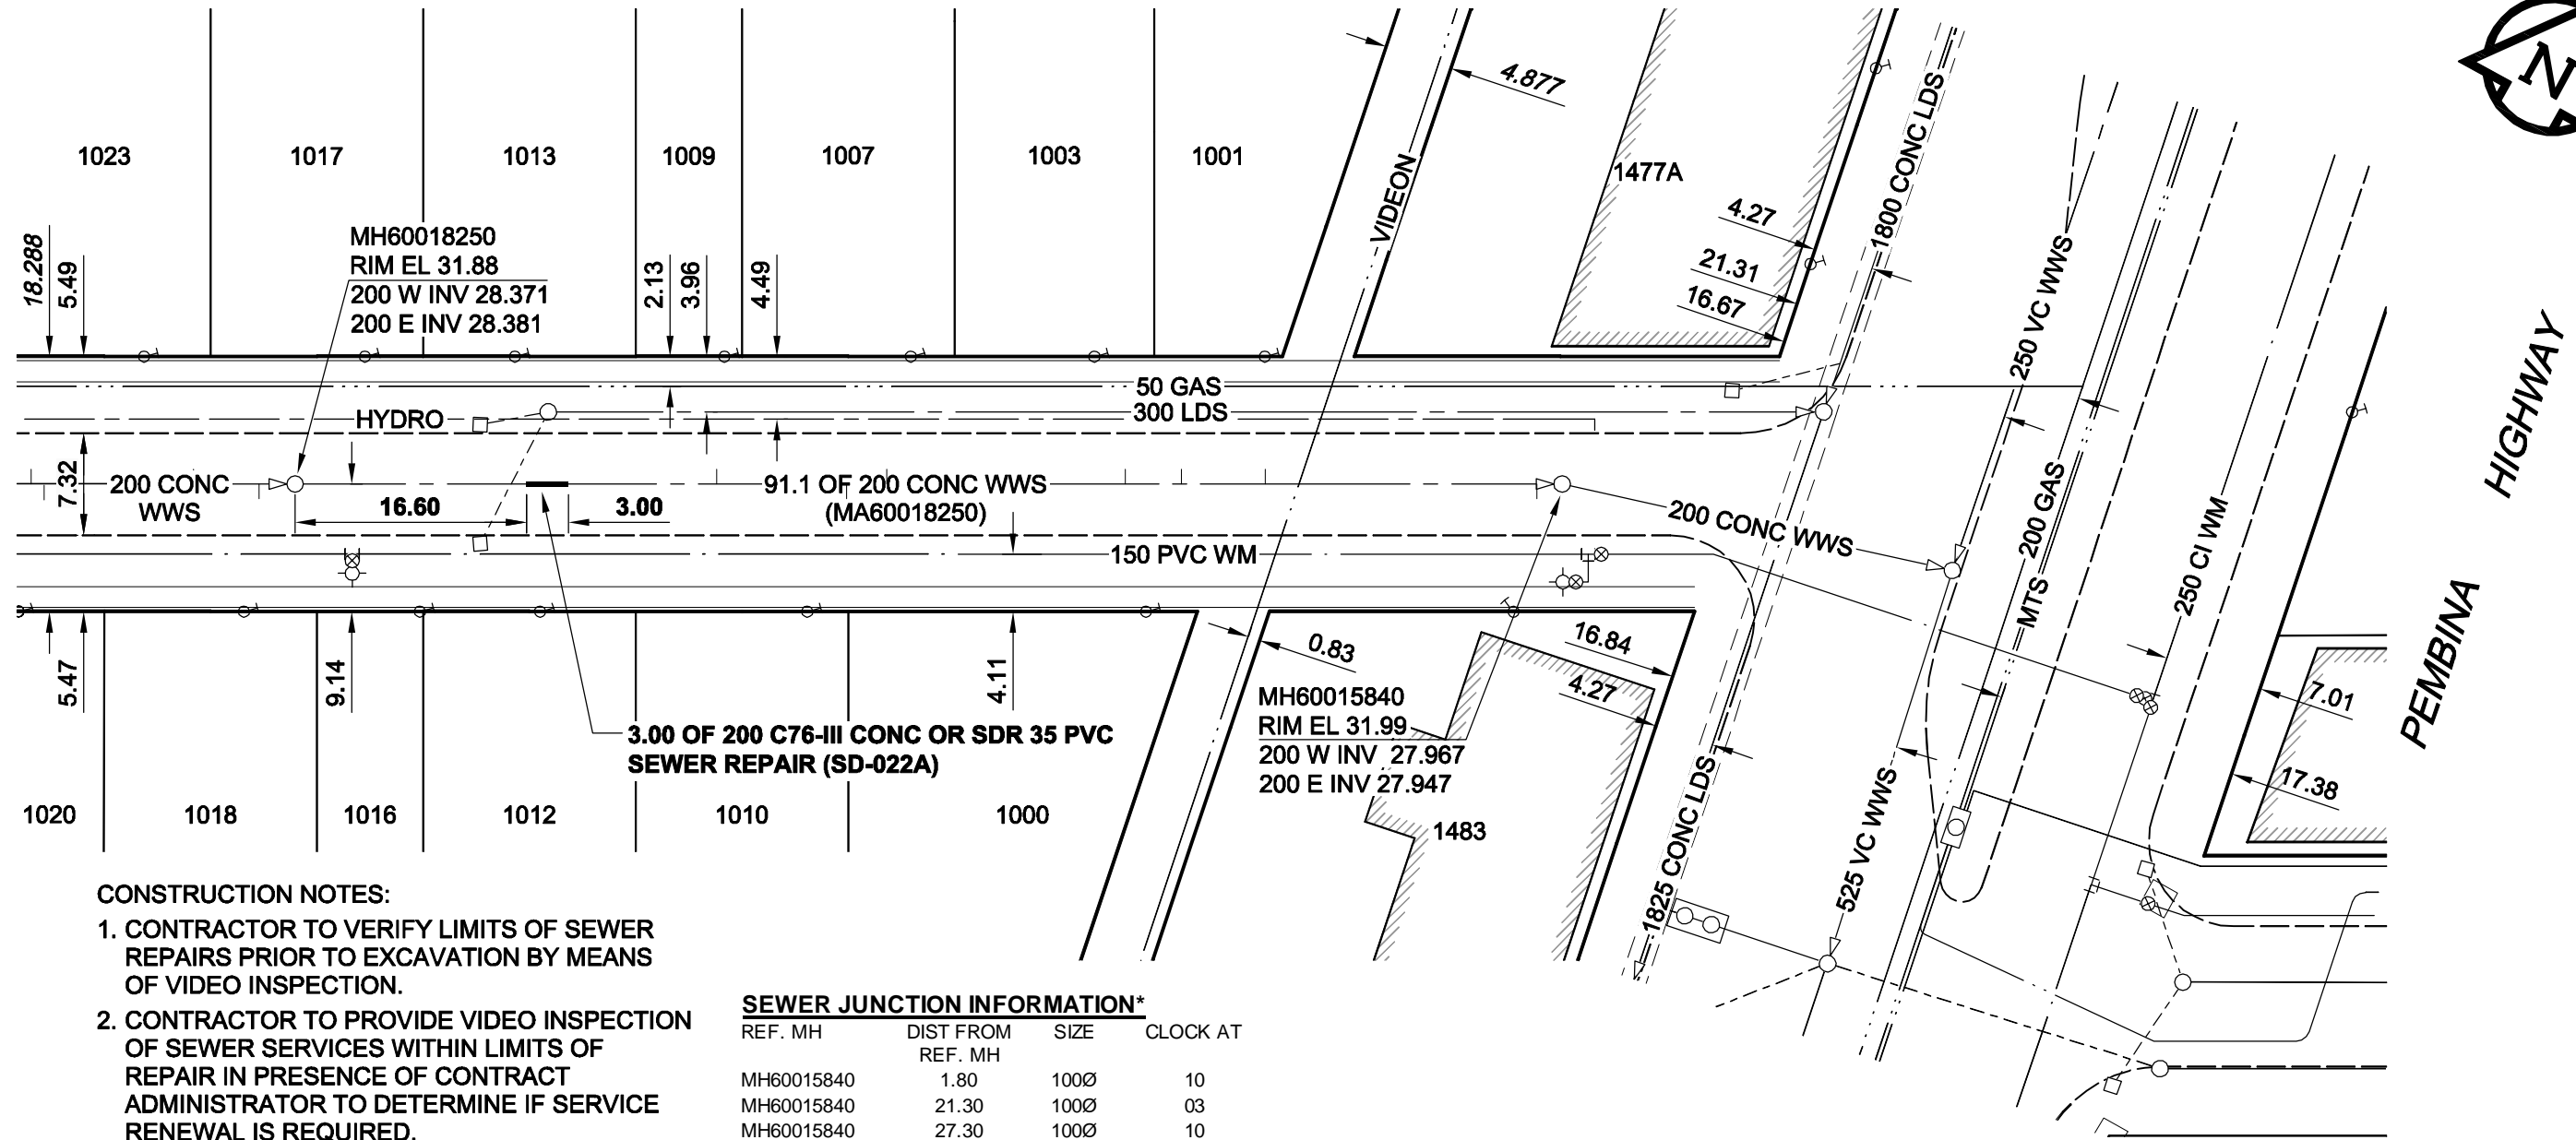 N
1023
1017
1013
1009
1007
1003
1001
4.877
VIDEON
1477A
4.27
21.31
16.67
1800 CONC LDS
250 VC WWS
18.288
5.49
MH60018250
RIM EL 31.88
200 W INV 28.371
200 E INV 28.381
2.13
3.96
4.49
50 GAS
300 LDS
HYDRO
7.32
200 CONC
WWS
16.60
3.00
91.1 OF 200 CONC WWS
(MA60018250)
150 PVC WM
200 CONC WWS
200 GAS
MTS
250 CI WM
PEMBINA HIGHWAY
5.47
9.14
4.11
0.83
16.84
4.27
7.01
17.38
MH60015840
RIM EL 31.99
200 W INV 27.967
200 E INV 27.947
3.00 OF 200 C76-III CONC OR SDR 35 PVC
SEWER REPAIR (SD-022A)
1020
1018
1016
1012
1010
1000
1483
1825 CONC LDS
525 VC WWS
CONSTRUCTION NOTES:
1. CONTRACTOR TO VERIFY LIMITS OF SEWER
REPAIRS PRIOR TO EXCAVATION BY MEANS
OF VIDEO INSPECTION.
2. CONTRACTOR TO PROVIDE VIDEO INSPECTION
OF SEWER SERVICES WITHIN LIMITS OF
REPAIR IN PRESENCE OF CONTRACT
ADMINISTRATOR TO DETERMINE IF SERVICE
RENEWAL IS REQUIRED.
SEWER JUNCTION INFORMATION*
REF. MH DIST FROM SIZE CLOCK AT
REF. MH
MH60015840 1.80 100Ø 10
MH60015840 21.30 100Ø 03
MH60015840 27.30 100Ø 10